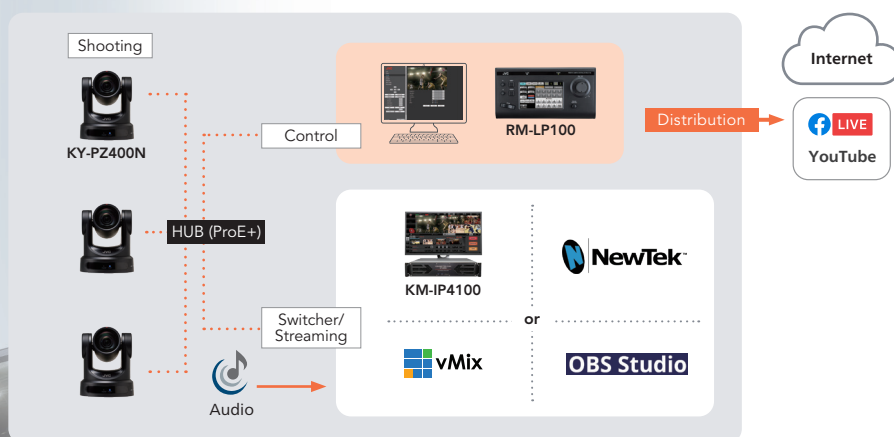 Shooting
KY-PZ400N
HUB (ProE+)
Control
RM-LP100
Distribution
Internet
LIVE
YouTube
Switcher/
Streaming
KM-IP4100
NewTek™
or
vMix
OBS Studio
Audio